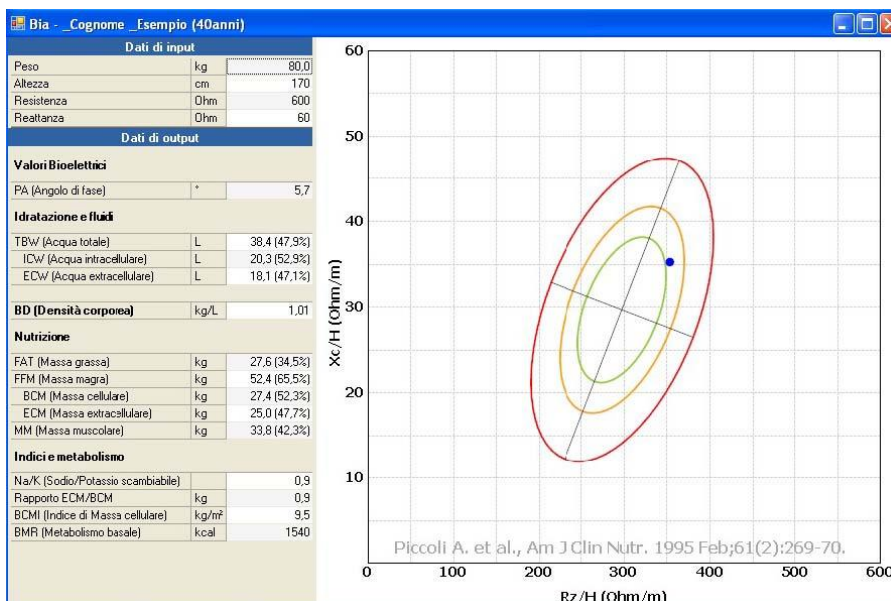 Bia - _Cognome _Esempio (40anni)
Dati di input
Peso kg 80,0
Altezza cm 170
Resistenza Ohm 600
Reattanza Ohm 60
Dati di output
Valori Bioelettrici
PA (Angolo di fase) ° 5,7
Idratazione e fluidi
TBW (Acqua totale) L 38,4 (47,9%)
ICW (Acqua intracellulare) L 20,3 (52,9%)
ECW (Acqua extracellulare) L 18,1 (47,1%)
BD (Densità corporea) kg/L 1,01
Nutrizione
FAT (Massa grassa) kg 27,6 (34,5%)
FFM (Massa magra) kg 52,4 (65,5%)
BCM (Massa cellulare) kg 27,4 (52,3%)
ECM (Massa extracellulare) kg 25,0 (47,7%)
MM (Massa muscolare) kg 33,8 (42,3%)
Indici e metabolismo
Na/K (Sodio/Potassio scambiabile) 0,9
Rapporto ECM/BCM kg 0,9
BCMI (Indice di Massa cellulare) kg/m² 9,5
BMR (Metabolismo basale) kcal 1540
60
50
40
30
20
10
Xc/H (Ohm/m)
Piccoli A. et al., Am J Clin Nutr. 1995 Feb;61(2):269-70.
0 100 200 300 400 500 600
Rz/H (Ohm/m)